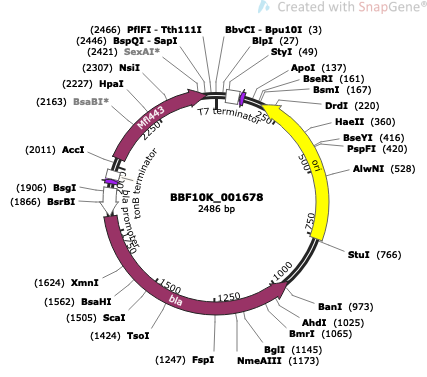 Created with SnapGene®
(2466) PflFI - Tth111I
(2446) BspQI - SapI
(2421) SexAI*
(2307) NsiI
(2227) HpaI
(2163) BsaBI*
(2011) AccI
(1906) BsgI
(1866) BsrBI
(1624) XmnI
(1562) BsaHI
(1505) ScaI
(1424) TsoI
(1247) FspI
BbvCI - Bpu10I (3)
BlpI (27)
StyI (49)
ApoI (137)
BseRI (161)
BsmI (167)
DrdI (220)
HaeII (360)
BseYI (416)
PspFI (420)
AlwNI (528)
StuI (766)
BanI (973)
AhdI (1025)
BmrI (1065)
BglI (1145)
NmeAIII (1173)
T7 terminator
Mfl443
ori
bla
bla promoter
tonB terminator
250
500
750
1000
1250
1500
1750
2250
BBF10K_001678
2486 bp